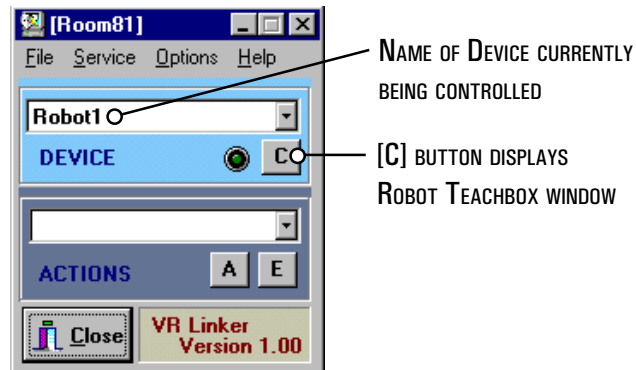 [Room81]
File Service Options Help
Robot1
DEVICE C
ACTIONS A E
Close
VR Linker
Version 1.00
Name of Device currently
being controlled
[C] button displays
Robot Teachbox window